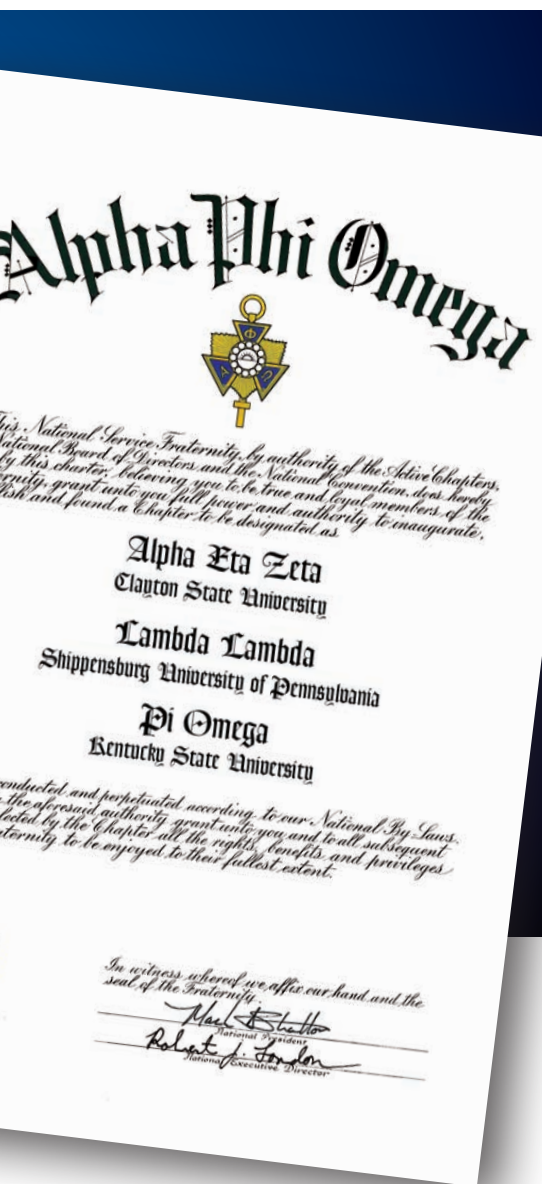 Alpha Phi Omega
Φ
Α Ω
This National Service Fraternity, by authority of the Active Chapters,
National Board of Directors and the National Convention, does hereby
by this charter, believing you to be true and loyal members of the
ernity, grant unto you full power and authority to inaugurate,
lish and found a Chapter to be designated as
Alpha Eta Zeta
Clayton State University
Lambda Lambda
Shippensburg University of Pennsylvania
Pi Omega
Kentucky State University
conducted and perpetuated according to our National By Laws.
the aforesaid authority grant unto you and to all subsequent
lected by the Chapter all the rights, benefits and privileges
aternity to be enjoyed to their fullest extent.
In witness whereof we affix our hand and the
seal of the Fraternity.
Mark
National President
Robert J. London
National Executive Director